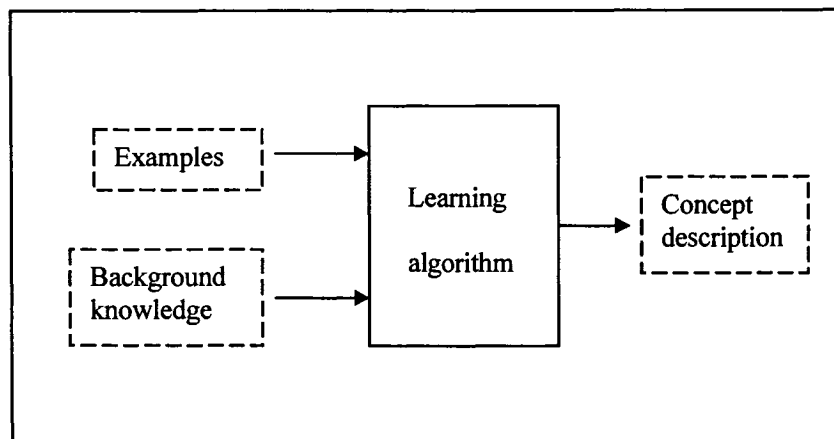 Examples
Background
knowledge
Learning
algorithm
Concept
description